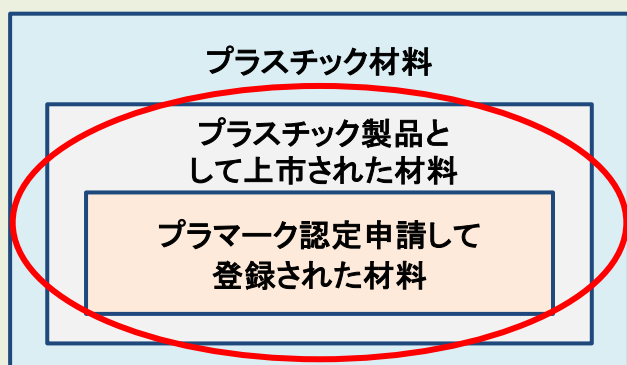 プラスチック材料
プラスチック製品と
して上市された材料
プラマーク認定申請して
登録された材料